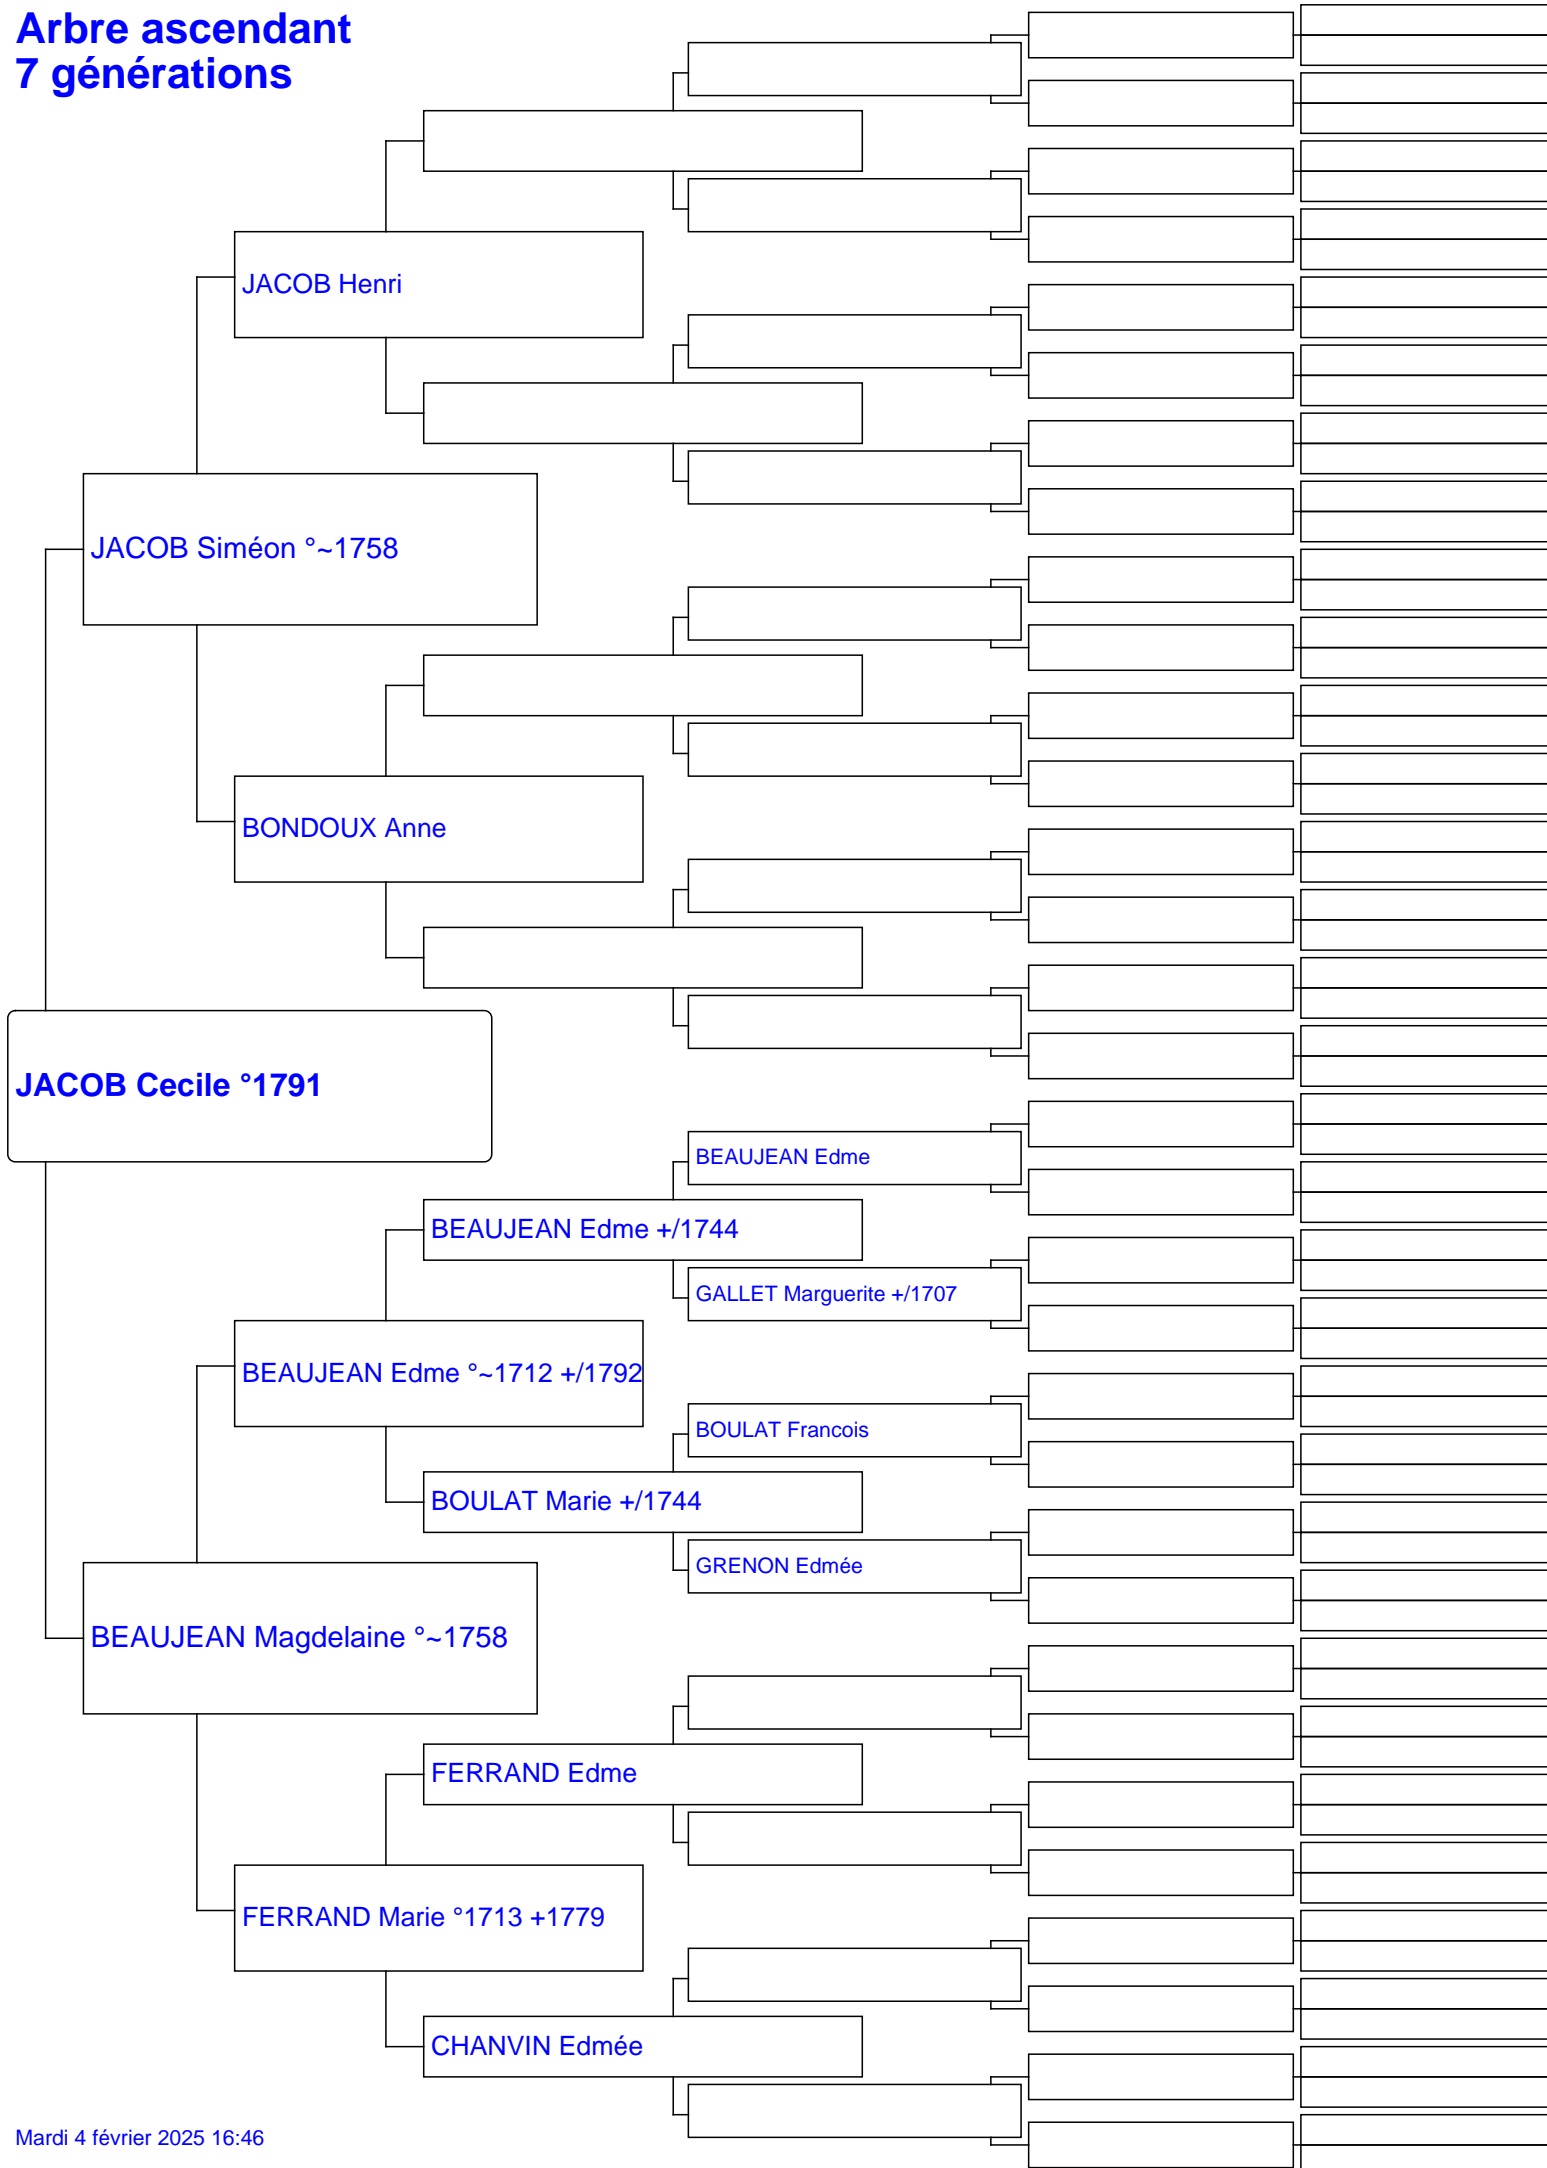 Arbre ascendant
7 générations
JACOB Henri
JACOB Siméon °~1758
BONDOUX Anne
JACOB Cecile °1791
BEAUJEAN Edme
BEAUJEAN Edme +/1744
GALLET Marguerite +/1707
BEAUJEAN Edme °~1712 +/1792
BOULAT Francois
BOULAT Marie +/1744
GRENON Edmée
BEAUJEAN Magdelaine °~1758
FERRAND Edme
FERRAND Marie °1713 +1779
CHANVIN Edmée
Mardi 4 février 2025 16:46